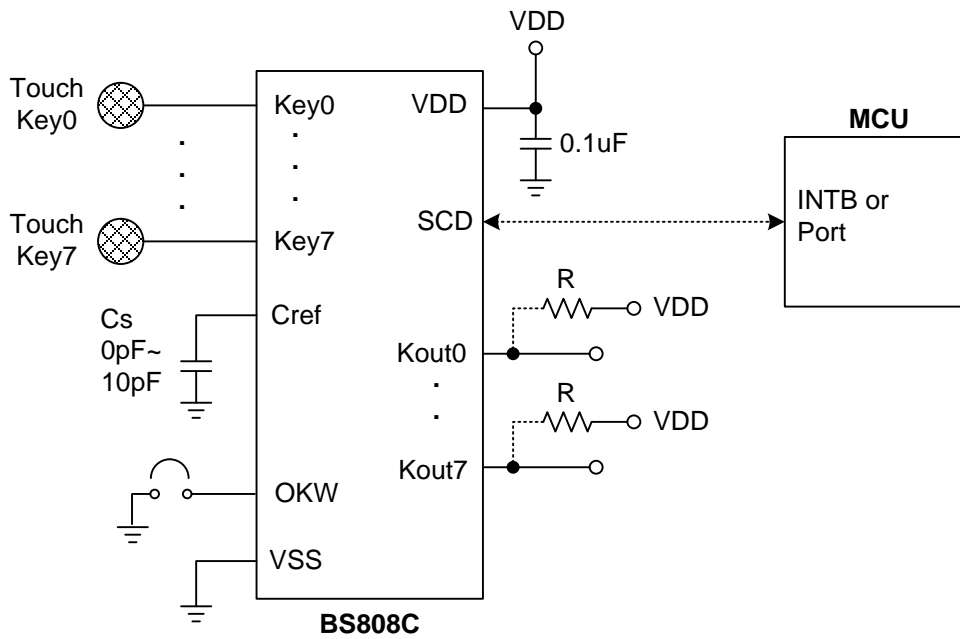 VDD
Touch
Key0
Key0
VDD
0.1uF
MCU
Touch
Key7
Key7
SCD
INTB or
Port
Cs
0pF~
10pF
Cref
R
VDD
Kout0
R
VDD
Kout7
OKW
VSS
BS808C